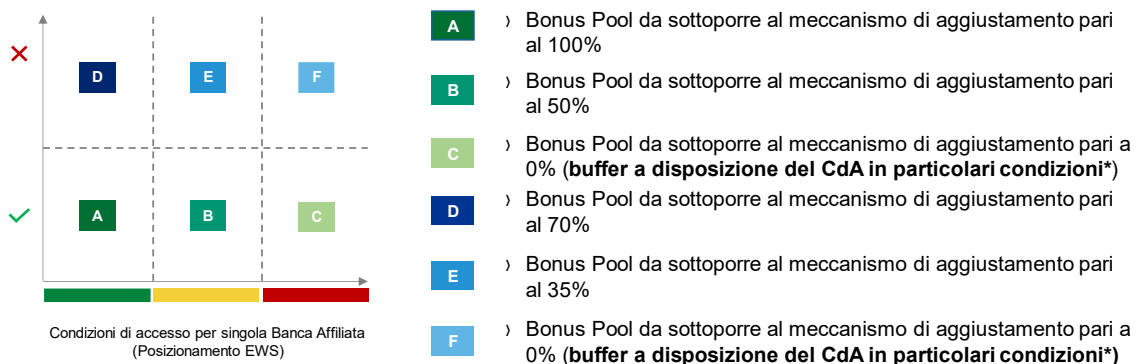 D
E
F
A
B
C
Condizioni di accesso per singola Banca Affiliata
(Posizionamento EWS)
A
› Bonus Pool da sottoporre al meccanismo di aggiustamento pari
al 100%
B
› Bonus Pool da sottoporre al meccanismo di aggiustamento pari
al 50%
C
› Bonus Pool da sottoporre al meccanismo di aggiustamento pari a
0% (buffer a disposizione del CdA in particolari condizioni*)
D
› Bonus Pool da sottoporre al meccanismo di aggiustamento pari
al 70%
E
› Bonus Pool da sottoporre al meccanismo di aggiustamento pari
al 35%
F
› Bonus Pool da sottoporre al meccanismo di aggiustamento pari a
0% (buffer a disposizione del CdA in particolari condizioni*)